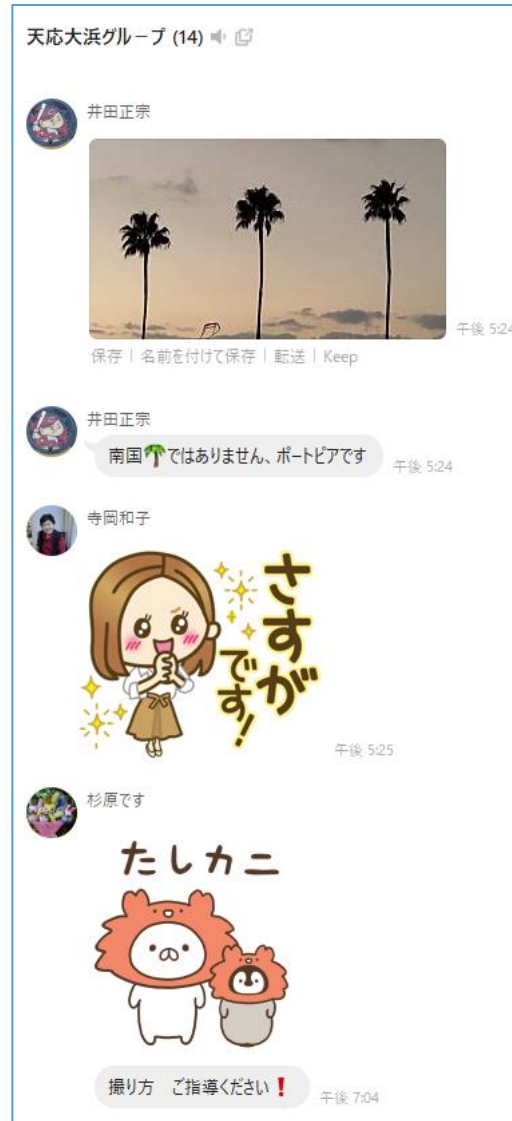 天応大浜グループ (14)
井田正宗
午後 5:24
保存 | 名前を付けて保存 | 転送 | Keep
井田正宗
南国🌴ではありません、ポートピアです
午後 5:24
寺岡和子
さすが
です!
午後 5:25
杉原です
たしカニ
撮り方　ご指導ください❗
午後 7:04